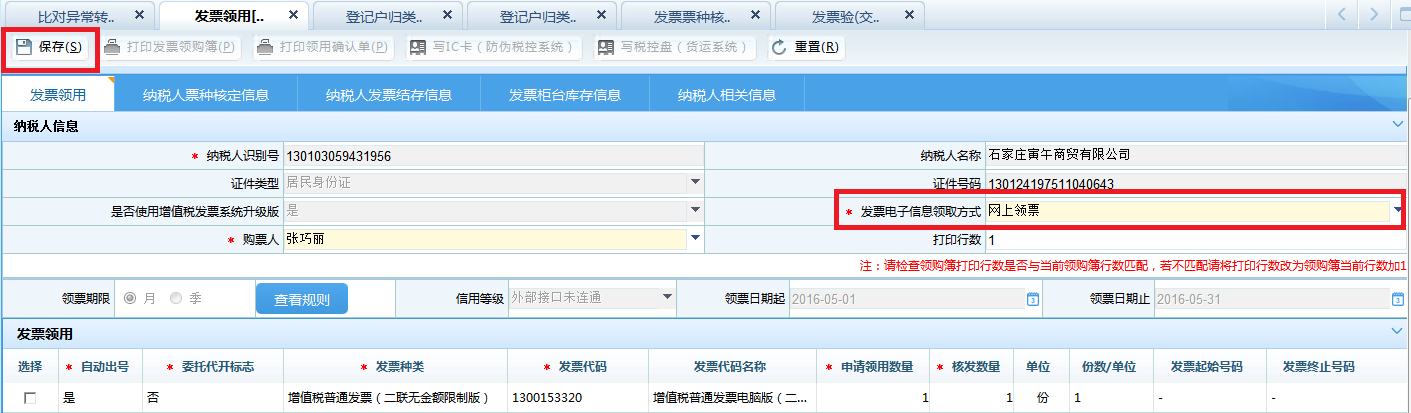 比对异常转.. 发票领用[.. 登记户归类.. 登记户归类.. 发票票种核.. 发票验(交..
保存(S) 打印发票领购簿(P) 打印领用确认单(P) 写IC卡（防伪税控系统） 写税控盘（货运系统） 重置(R)
发票领用 纳税人票种核定信息 纳税人发票结存信息 发票柜台库存信息 纳税人相关信息
纳税人信息
* 纳税人识别号 130103059431956 纳税人名称 石家庄寅午商贸有限公司
证件类型 居民身份证 证件号码 130124197511040643
是否使用增值税发票系统升级版 是 * 发票电子信息领取方式 网上领票
* 购票人 张巧丽 打印行数 1
注：请检查领购簿打印行数是否与当前领购簿行数匹配，若不匹配请将打印行数改为领购簿当前行数加1
领票期限 月 季 查看规则 信用等级 外部接口未连通 领票日期起 2016-05-01 领票日期止 2016-05-31
发票领用
选择 * 自动出号 * 委托代开标志 * 发票种类 * 发票代码 发票代码名称 * 申请领用数量 * 核发数量 单位 份数/单位 发票起始号码 发票终止号码
是 否 增值税普通发票（二联无金额限制版） 1300153320 增值税普通发票电脑版（二... 1 1 份 1 - -